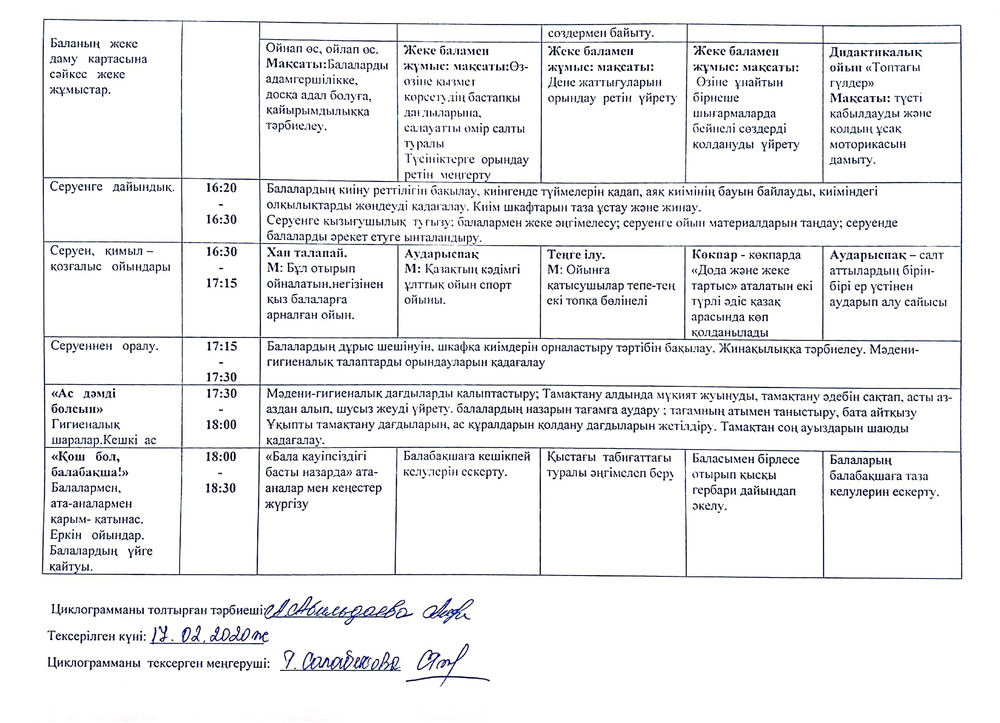 сөздермен байыту.
Баланың жеке
даму картасына
сәйкес жеке
жұмыстар.
Ойнап өс, ойлап өс.
Мақсаты:Балаларды
адамгершілікке,
досқа адал болуға,
қайырымдылыққа
тәрбиелеу.
Жеке баламен
жұмыс: мақсаты:Өз-
өзіне қызмет
көрсетудің бастапқы
дағдыларына,
салауатты өмір салты
туралы
Түсініктерге орындау
ретін меңгерту
Жеке баламен
жұмыс: мақсаты:
Дене жаттығуларын
орындау ретін үйрету
Жеке баламен
жұмыс: мақсаты:
Өзіне ұнайтын
бірнеше
шығармаларда
бейнелі сөздерді
қолдануды үйрету
Дидактикалық
ойын «Топтағы
гүлдер»
Мақсаты: түсті
қабылдауды және
қолдың ұсақ
моторикасын
дамыту.
Серуенге дайындық.
16:20
-
16:30
Балалардың киіну реттілігін бақылау, киінгенде түймелерін қадап, аяқ киімінің бауын байлауды, киіміндегі
олқылықтарды жөндеуді қадағалау. Киім шкафтарын таза ұстау және жинау.
Серуенге қызығушылық туғызу; балалармен жеке әңгімелесу; серуенге ойын материалдарын таңдау; серуенде
балаларды әрекет етуге ынталандыру.
Серуен, қимыл –
қозғалыс ойындары
16:30
-
17:15
Хан талапай.
М: Бұл отырып
ойналатын,негізінен
қыз балаларға
арналған ойын.
Аударыспақ
М: Қазақтың кәдімгі
ұлттық ойын спорт
ойыны.
Теңге ілу.
М: Ойынға
қатысушылар тепе-тең
екі топқа бөлінелі
Көкпар - көкпарда
«Дода және жеке
тартыс» аталатын екі
түрлі әдіс қазақ
арасында көп
қолданылады
Аударыспақ – салт
аттылардың бірін-
бірі ер үстінен
аударып алу сайысы
Серуеннен оралу.
17:15
-
17:30
Балалардың дұрыс шешінуін, шкафқа киімдерін орналастыру тәртібін бақылау. Жинақылыққа тәрбиелеу. Мәдени-
гигиеналық талаптарды орындауларын қадағалау
«Ас дәмді
болсын»
Гигиеналық
шаралар.Кешкі ас
17:30
-
18:00
Мәдени-гигиеналық дағдыларды қалыптастыру; Тамақтану алдында мұқият жуынуды, тамақтану әдебін сақтап, асты аз-
аздан алып, шусыз жеуді үйрету. балалардың назарын тағамға аудару ; тағамның атымен таныстыру, бата айтқызу
Ұқыпты тамақтану дағдыларын, ас құралдарын қолдану дағдыларын жетілдіру. Тамақтан соң ауыздарын шаюды
қадағалау.
«Қош бол,
балабақша!»
Балалармен,
ата-аналармен
қарым- қатынас.
Еркін ойындар.
Балалардың үйге
қайтуы.
18:00
-
18:30
«Бала қауіпсіздігі
басты назарда» ата-
аналар мен кеңестер
жүргізу
Балабақшаға кешікпей
келулерін ескерту.
Қыстағы табиғаттағы
туралы әңгімелеп беру
Баласымен бірлесе
отырып қысқы
гербари дайындап
әкелу.
Балаларың
балабақшаға таза
келулерин ескерту.
Циклограмманы толтырған тәрбиеші: А.Абильдаева
Тексерілген күні: 17.02.2020ж
Циклограмманы тексерген меңгеруші: Г. Сапабекова